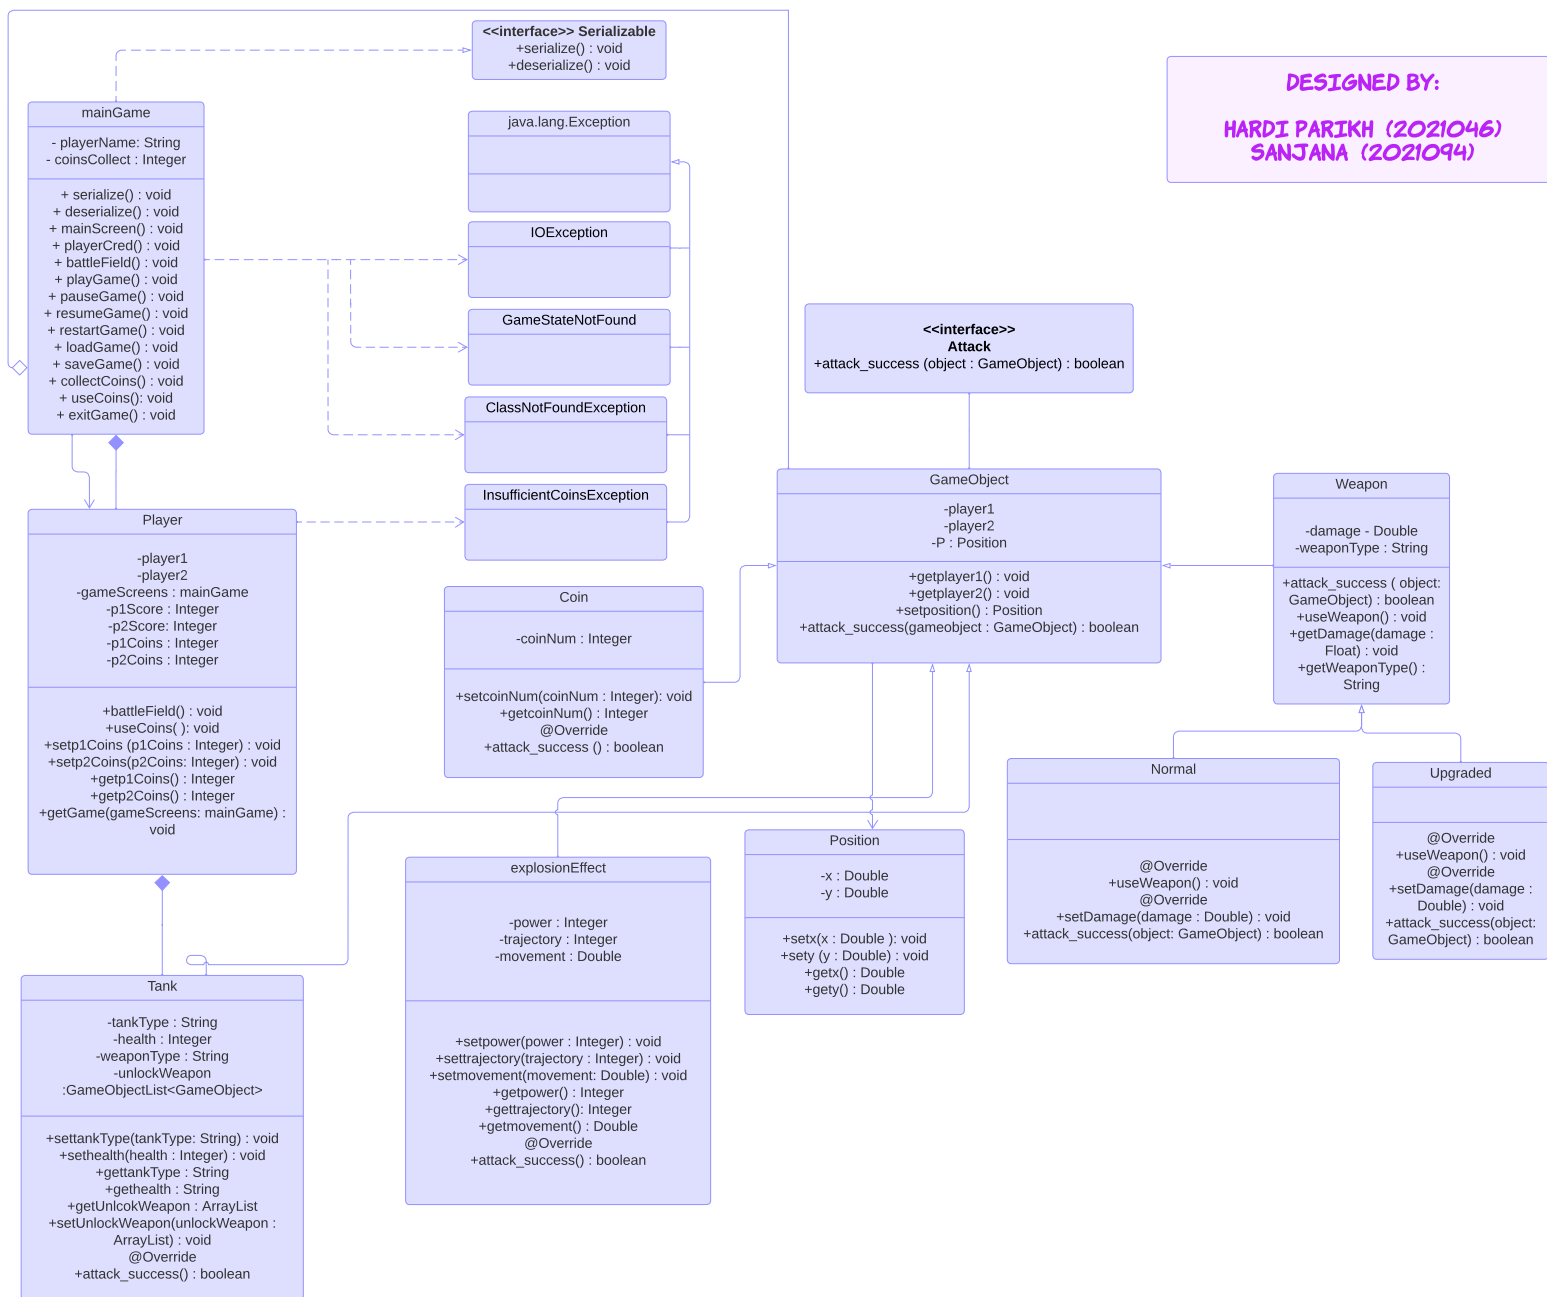 <<interface>> Serializable
+serialize() : void
+deserialize() : void
DESIGNED BY:
HARDI PARIKH (2021046)
SANJANA (2021094)
mainGame
- playerName: String
- coinsCollect : Integer
+ serialize() : void
+ deserialize() : void
+ mainScreen() : void
+ playerCred() : void
+ battleField() : void
+ playGame() : void
+ pauseGame() : void
+ resumeGame() : void
+ restartGame() : void
+ loadGame() : void
+ saveGame() : void
+ collectCoins() : void
+ useCoins(): void
+ exitGame() : void
java.lang.Exception
IOException
GameStateNotFound
ClassNotFoundException
InsufficientCoinsException
<<interface>>
Attack
+attack_success (object : GameObject) : boolean
GameObject
-player1
-player2
-P : Position
+getplayer1() : void
+getplayer2() : void
+setposition() : Position
+attack_success(gameobject : GameObject) : boolean
Weapon
-damage - Double
-weaponType : String
+attack_success ( object:
GameObject) : boolean
+useWeapon() : void
+getDamage(damage :
Float) : void
+getWeaponType() :
String
Player
-player1
-player2
-gameScreens : mainGame
-p1Score : Integer
-p2Score: Integer
-p1Coins : Integer
-p2Coins : Integer
+battleField() : void
+useCoins( ): void
+setp1Coins (p1Coins : Integer) : void
+setp2Coins(p2Coins: Integer) : void
+getp1Coins() : Integer
+getp2Coins() : Integer
+getGame(gameScreens: mainGame) :
void
Coin
-coinNum : Integer
+setcoinNum(coinNum : Integer): void
+getcoinNum() : Integer
@Override
+attack_success () : boolean
Normal
@Override
+useWeapon() : void
@Override
+setDamage(damage : Double) : void
+attack_success(object: GameObject) : boolean
Upgraded
@Override
+useWeapon() : void
@Override
+setDamage(damage :
Double) : void
+attack_success(object:
GameObject) : boolean
Position
-x : Double
-y : Double
+setx(x : Double ): void
+sety (y : Double) : void
+getx() : Double
+gety() : Double
explosionEffect
-power : Integer
-trajectory : Integer
-movement : Double
+setpower(power : Integer) : void
+settrajectory(trajectory : Integer) : void
+setmovement(movement: Double) : void
+getpower() : Integer
+gettrajectory(): Integer
+getmovement() : Double
@Override
+attack_success() : boolean
Tank
-tankType : String
-health : Integer
-weaponType : String
-unlockWeapon
:GameObjectList<GameObject>
+settankType(tankType: String) : void
+sethealth(health : Integer) : void
+gettankType : String
+gethealth : String
+getUnlcokWeapon : ArrayList
+setUnlockWeapon(unlockWeapon :
ArrayList) : void
@Override
+attack_success() : boolean